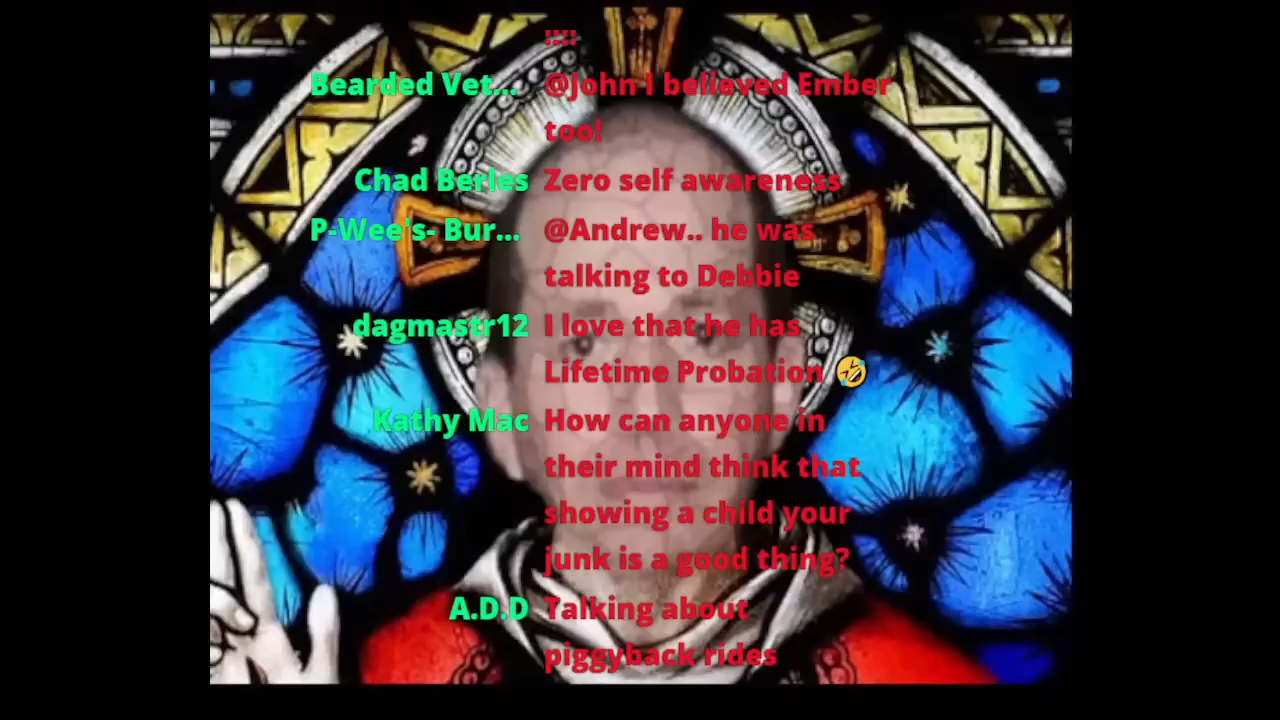 !!!!
Bearded Vet... @John I believed Ember
too!
Chad Berles Zero self awareness
P-Wee's- Bur... @Andrew.. he was
talking to Debbie
dagmastr12 I love that he has
Lifetime Probation 🤣
Kathy Mac How can anyone in
their mind think that
showing a child your
junk is a good thing?
A.D.D Talking about
piggyback rides